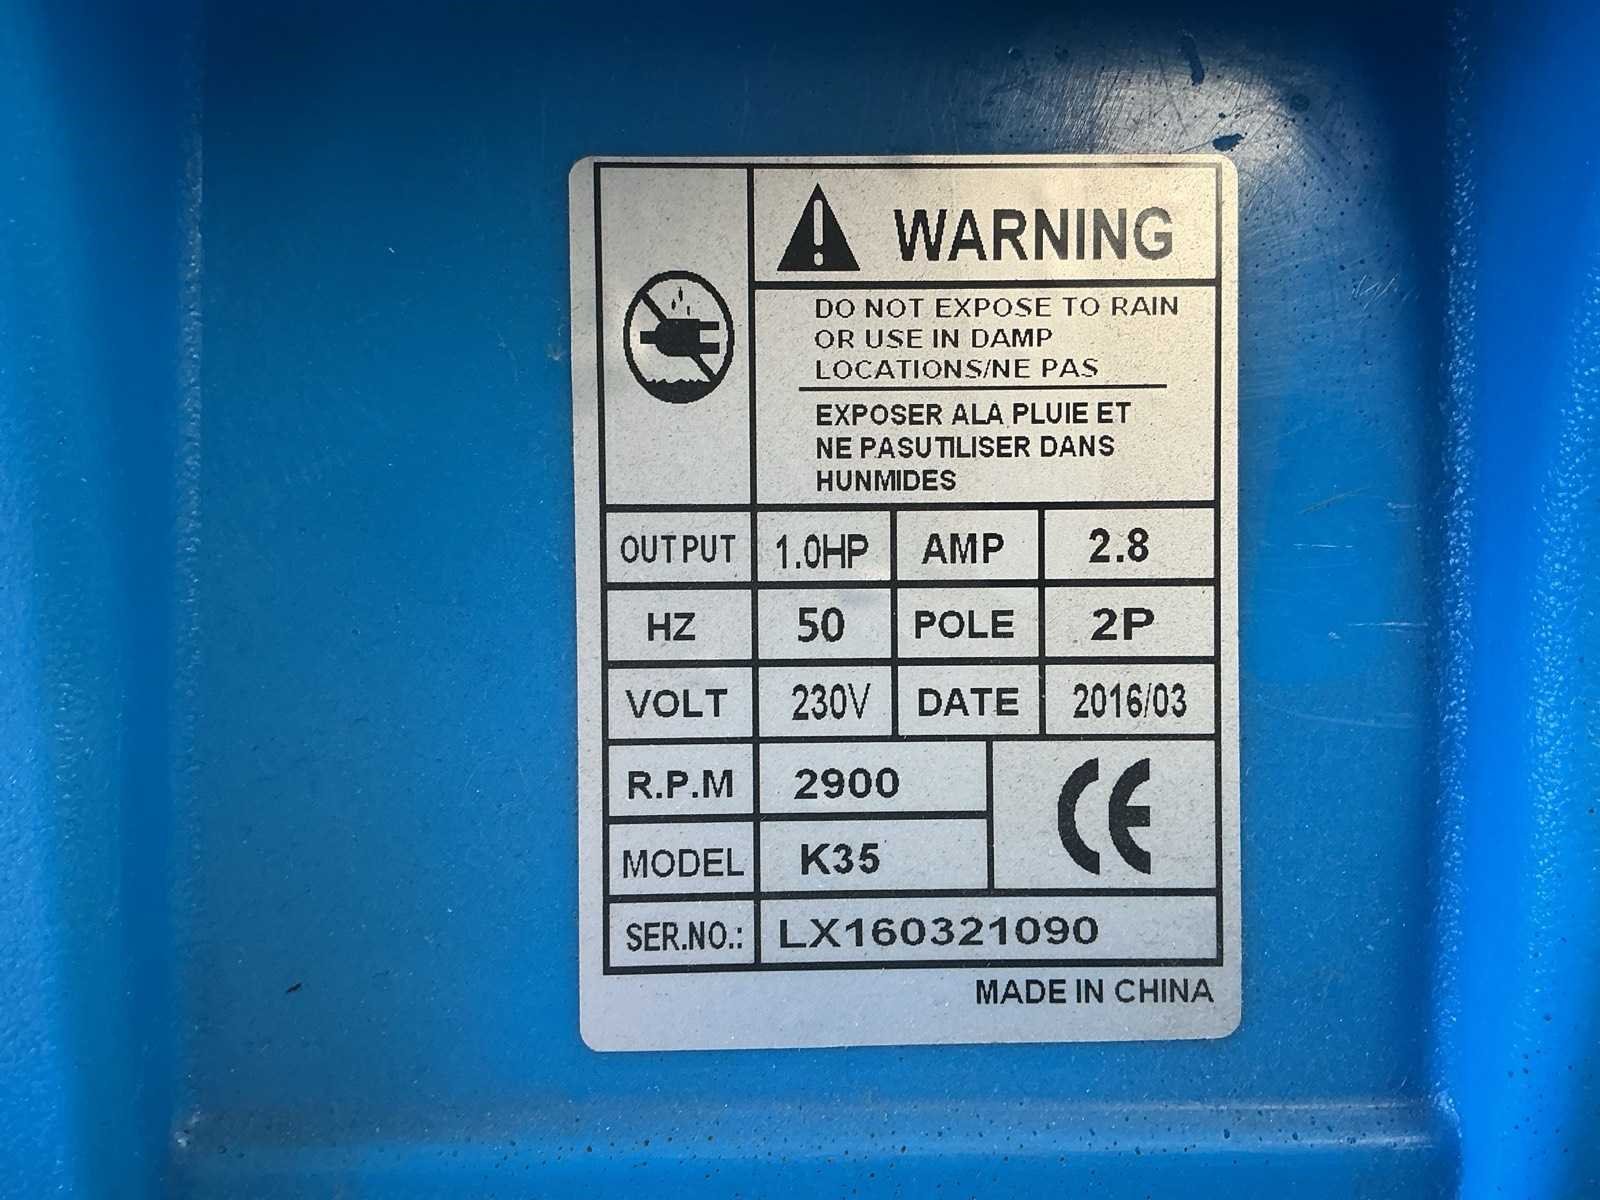 WARNING
DO NOT EXPOSE TO RAIN
OR USE IN DAMP
LOCATIONS/NE PAS
EXPOSER ALA PLUIE ET
NE PASUTILISER DANS
HUNMIDES
OUTPUT 1.0HP AMP 2.8
HZ 50 POLE 2P
VOLT 230V DATE 2016/03
R.P.M 2900
CE
MODEL K35
SER.NO.: LX160321090
MADE IN CHINA